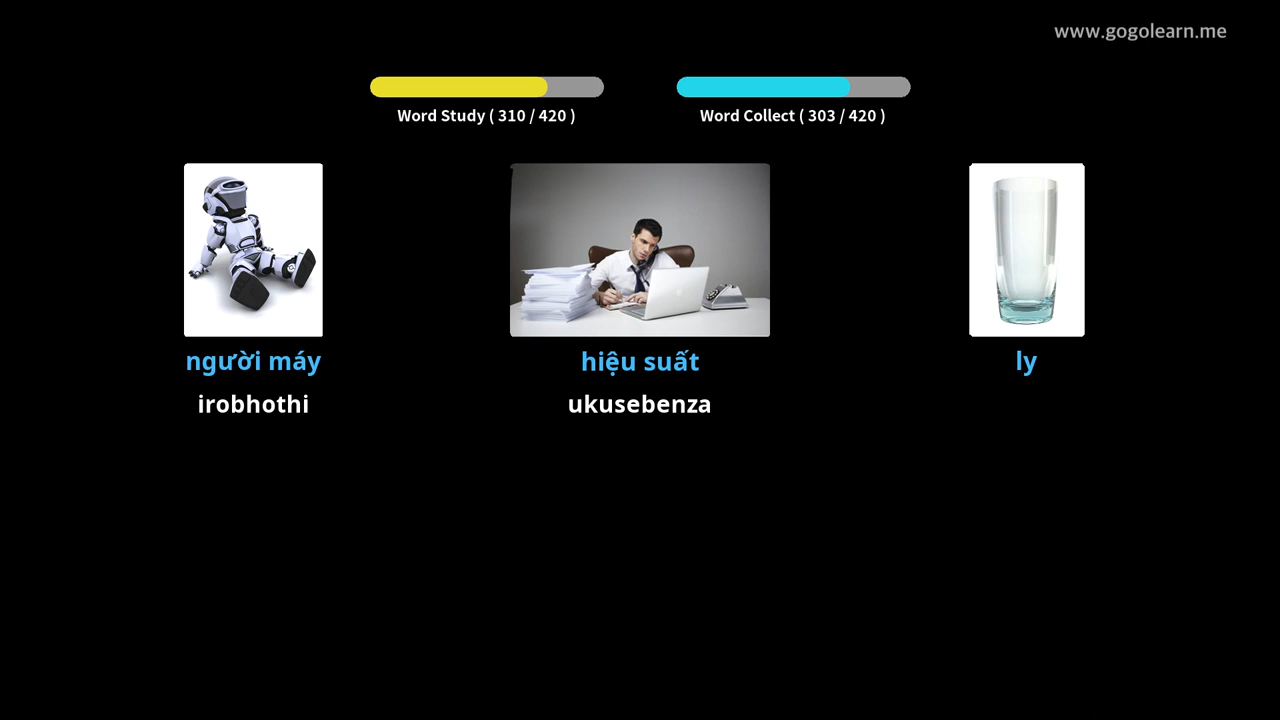 www.gogolearn.me
Word Study ( 310 / 420 )
Word Collect ( 303 / 420 )
người máy
hiệu suất
ly
irobhothi
ukusebenza